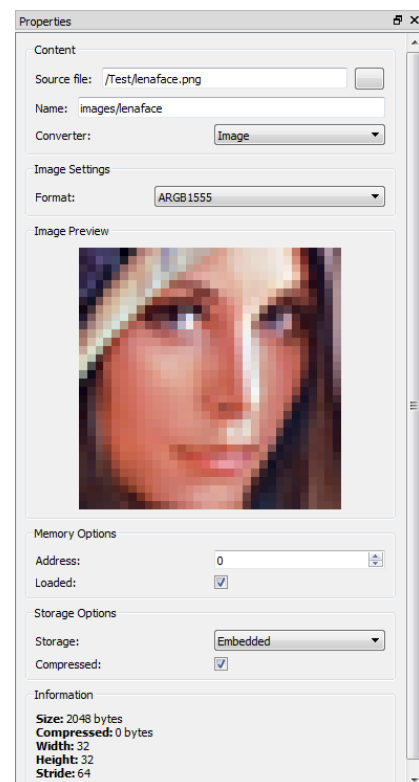 Properties
Content
Source file: /Test/lenaface.png
Name: images/lenaface
Converter: Image
Image Settings
Format: ARGB1555
Image Preview
Memory Options
Address: 0
Loaded:
Storage Options
Storage: Embedded
Compressed:
Information
Size: 2048 bytes
Compressed: 0 bytes
Width: 32
Height: 32
Stride: 64